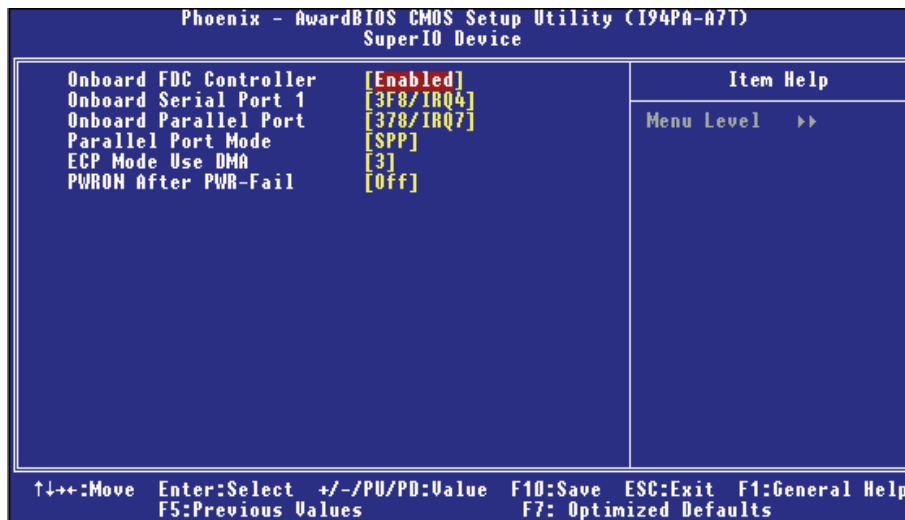 Phoenix - AwardBIOS CMOS Setup Utility (I94PA-A7T)
SuperIO Device
Onboard FDC Controller [Enabled]
Onboard Serial Port 1 [3F8/IRQ4]
Onboard Parallel Port [378/IRQ7]
Parallel Port Mode [SPP]
ECP Mode Use DMA [3]
PWRON After PWR-Fail [Off]
Item Help
Menu Level ►►
↑↓→←:Move Enter:Select +/-/PU/PD:Value F10:Save ESC:Exit F1:General Help
F5:Previous Values F7: Optimized Defaults